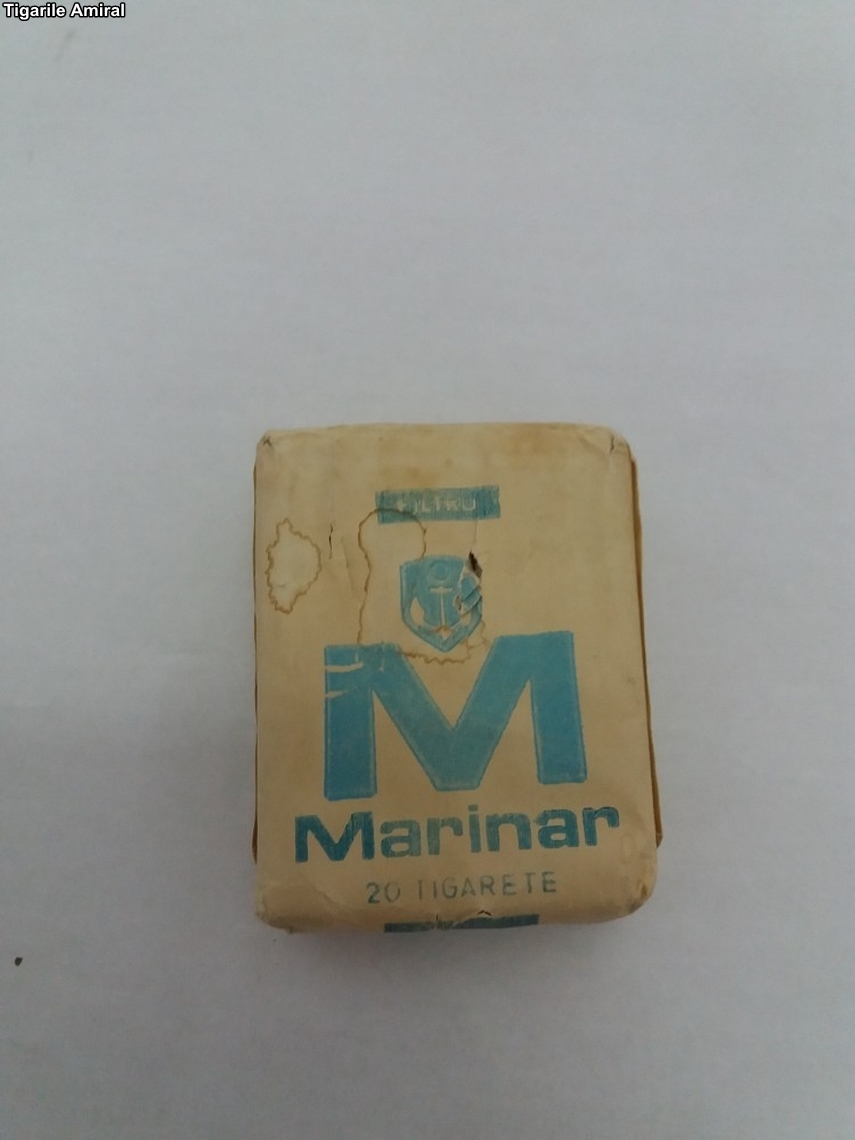 Tigarile Amiral
FILTRU
M
Marinar
20 TIGARETE